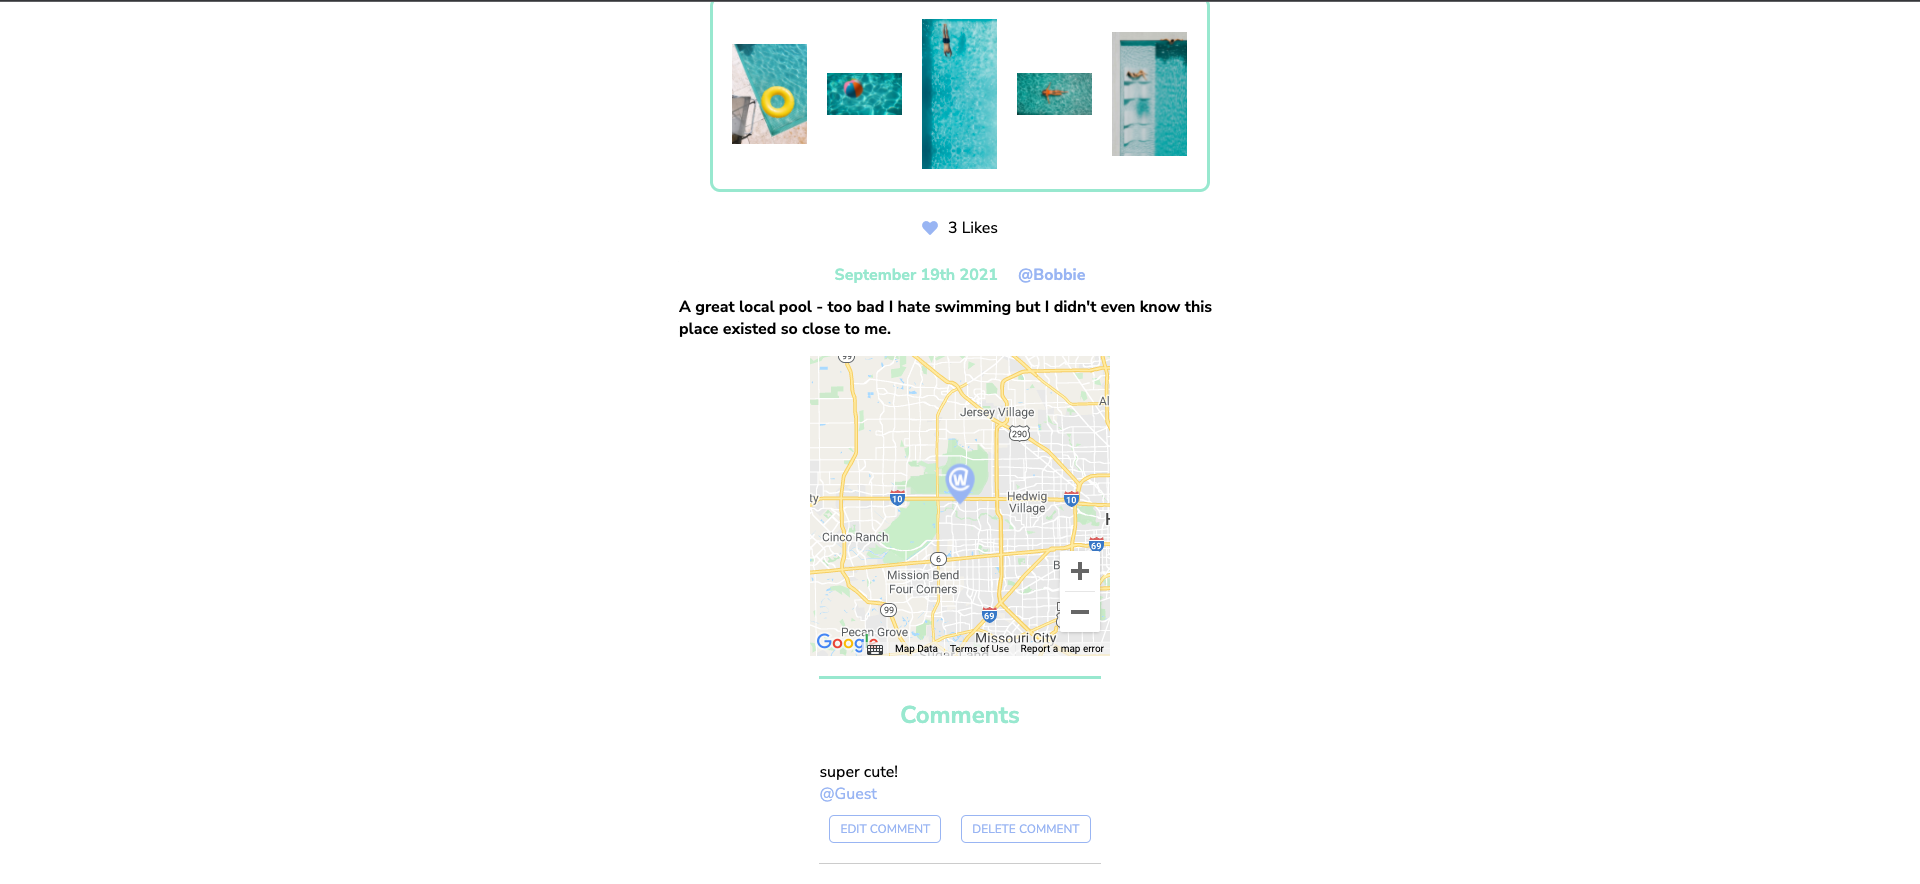 3 Likes
September 19th 2021 @Bobbie
A great local pool - too bad I hate swimming but I didn't even know this
place existed so close to me.
99
Jersey Village
Al
290
W
ty
10
Hedwig
Village
10
H
Cinco Ranch
69
6
B
Mission Bend
Four Corners
99
69
Pecan Grove
Missouri City
Google
Map Data
Terms of Use
Report a map error
Sugar Land
Comments
super cute!
@Guest
EDIT COMMENT
DELETE COMMENT